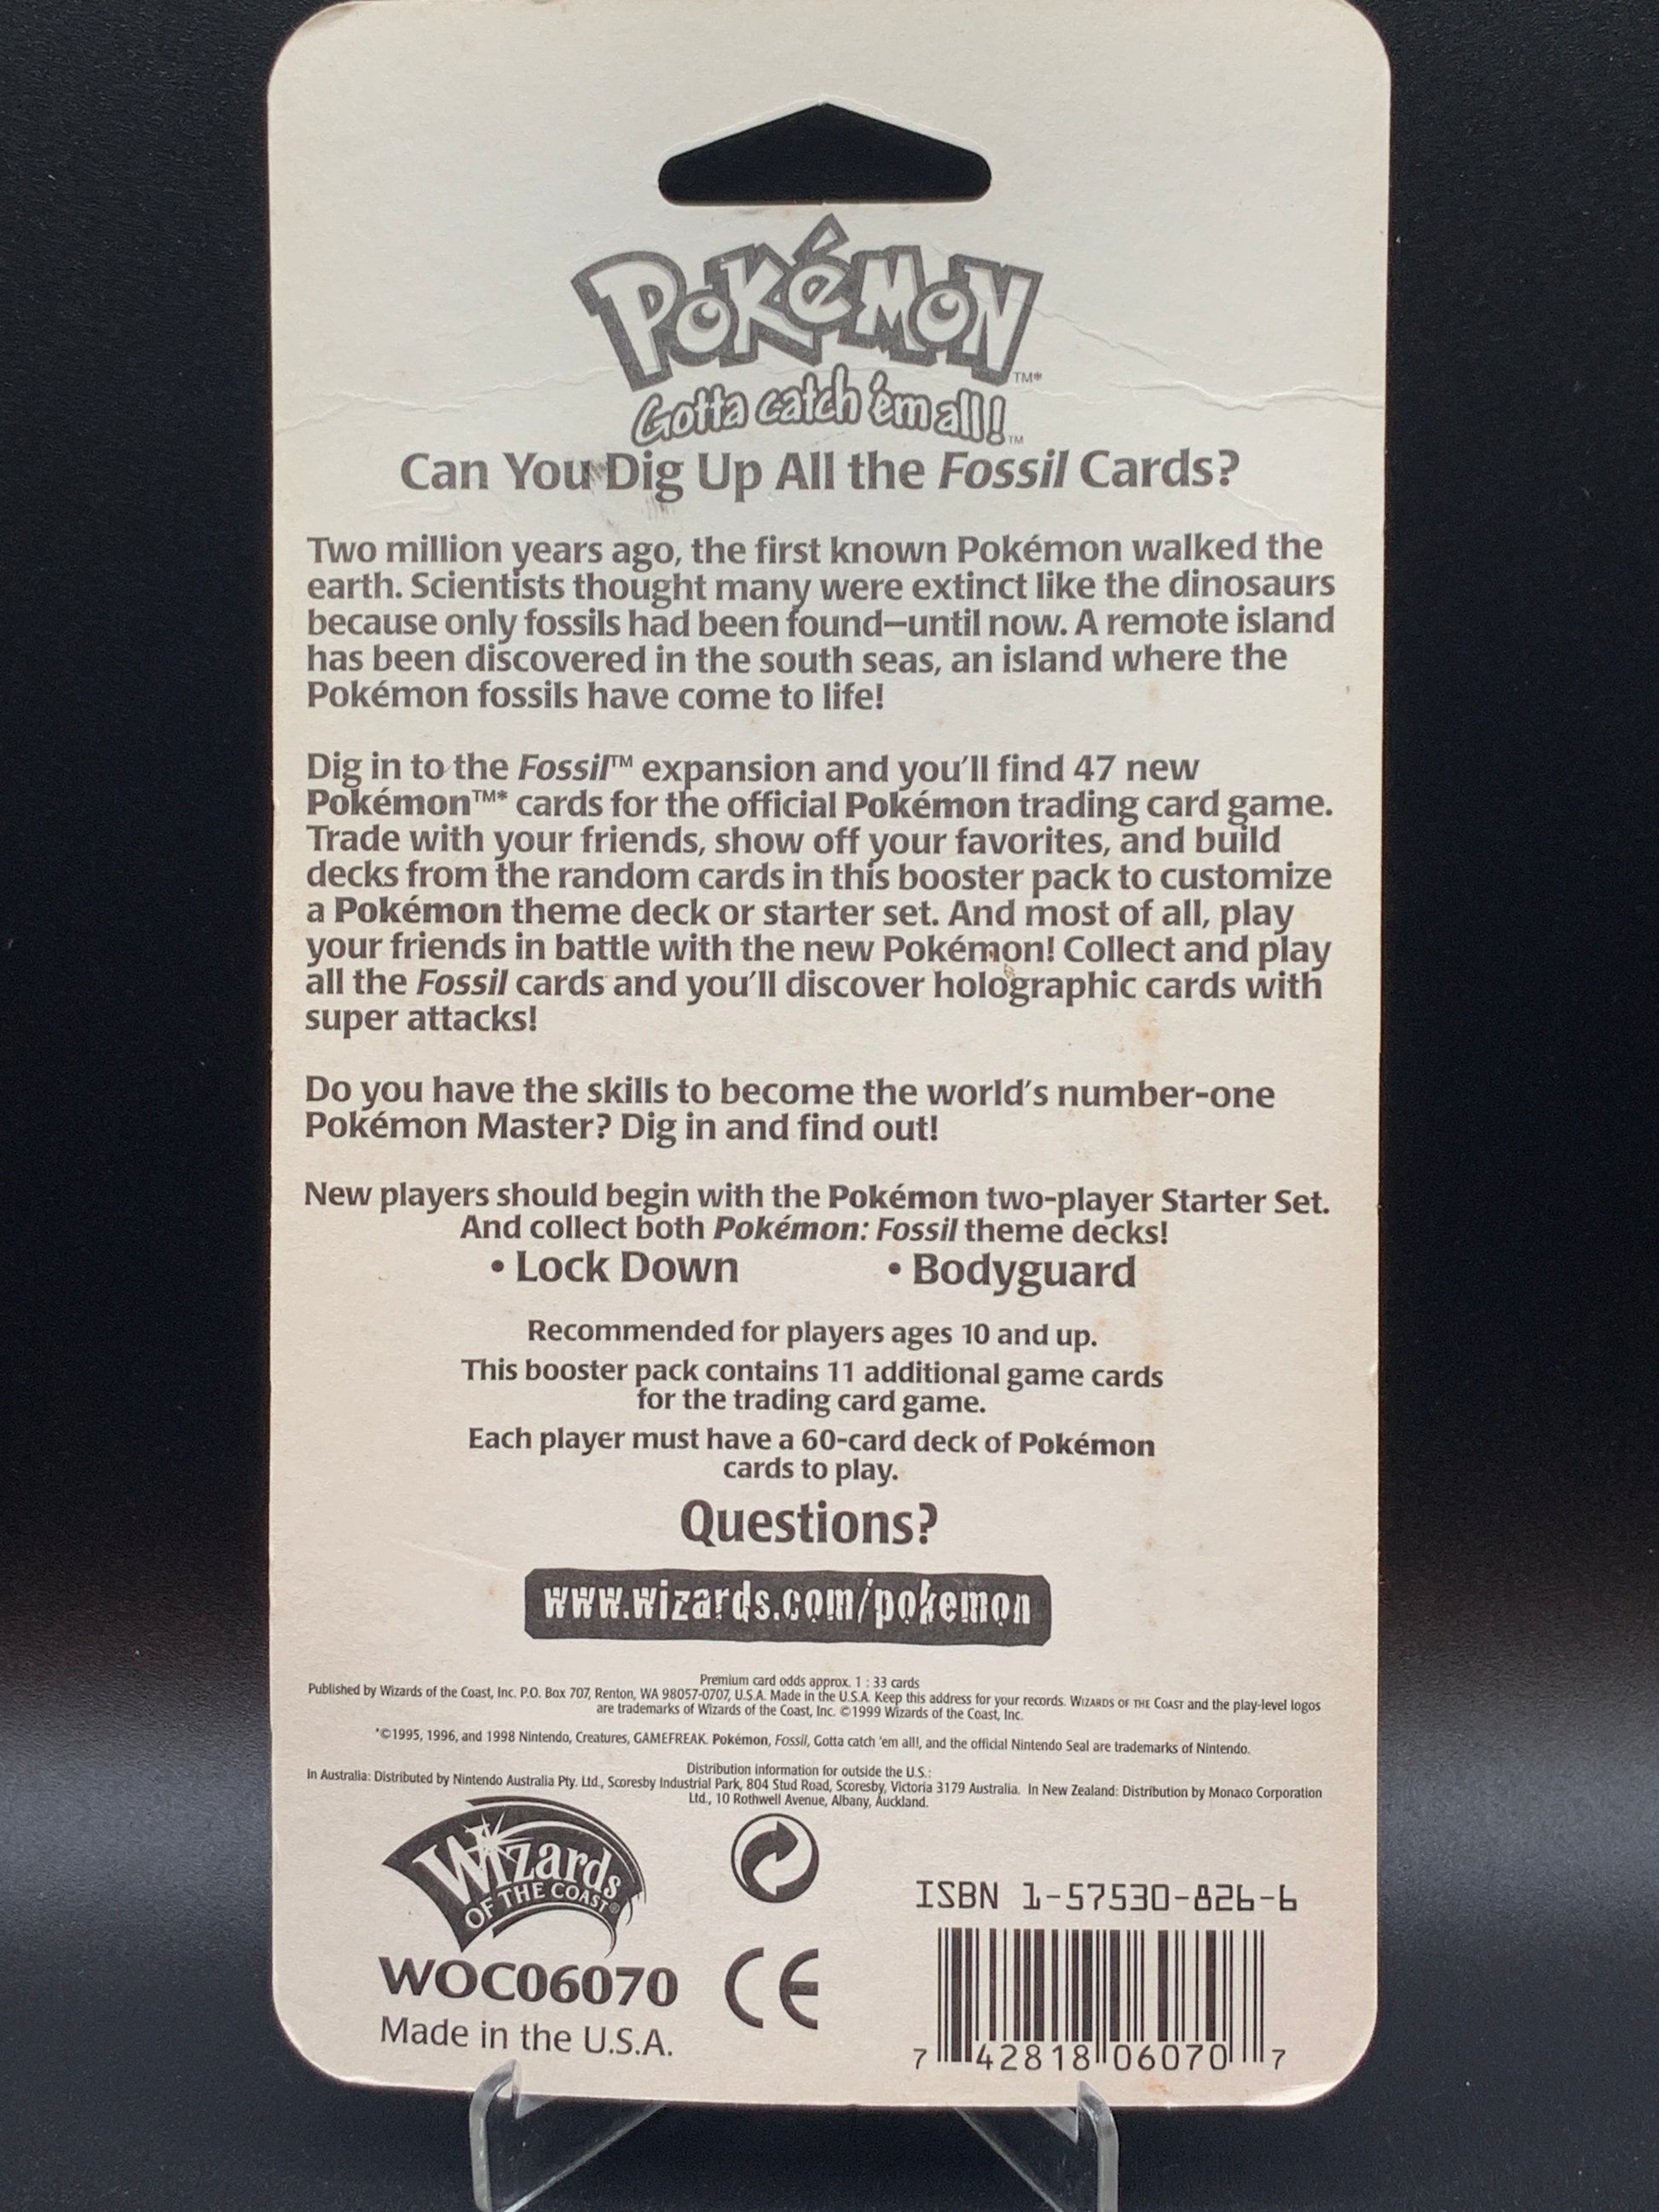 POKéMON TM*
Gotta catch 'em all! TM
Can You Dig Up All the Fossil Cards?
Two million years ago, the first known Pokémon walked the
earth. Scientists thought many were extinct like the dinosaurs
because only fossils had been found—until now. A remote island
has been discovered in the south seas, an island where the
Pokémon fossils have come to life!
Dig in to the Fossil™ expansion and you'll find 47 new
Pokémon™* cards for the official Pokémon trading card game.
Trade with your friends, show off your favorites, and build
decks from the random cards in this booster pack to customize
a Pokémon theme deck or starter set. And most of all, play
your friends in battle with the new Pokémon! Collect and play
all the Fossil cards and you'll discover holographic cards with
super attacks!
Do you have the skills to become the world's number-one
Pokémon Master? Dig in and find out!
New players should begin with the Pokémon two-player Starter Set.
And collect both Pokémon: Fossil theme decks!
• Lock Down • Bodyguard
Recommended for players ages 10 and up.
This booster pack contains 11 additional game cards
for the trading card game.
Each player must have a 60-card deck of Pokémon
cards to play.
Questions?
www.wizards.com/pokemon
Premium card odds approx. 1 : 33 cards
Published by Wizards of the Coast, Inc. P.O. Box 707, Renton, WA 98057-0707, U.S.A. Made in the U.S.A. Keep this address for your records. WIZARDS OF THE COAST and the play-level logos
are trademarks of Wizards of the Coast, Inc. ©1999 Wizards of the Coast, Inc.
*©1995, 1996, and 1998 Nintendo, Creatures, GAMEFREAK. Pokémon, Fossil, Gotta catch 'em all!, and the official Nintendo Seal are trademarks of Nintendo.
Distribution information for outside the U.S.:
In Australia: Distributed by Nintendo Australia Pty. Ltd., Scoresby Industrial Park, 804 Stud Road, Scoresby, Victoria 3179 Australia. In New Zealand: Distribution by Monaco Corporation
Ltd., 10 Rothwell Avenue, Albany, Auckland.
Wizards
OF THE COAST®
WOC06070
Made in the U.S.A.
CE
ISBN 1-57530-826-6
7 42818 06070 7